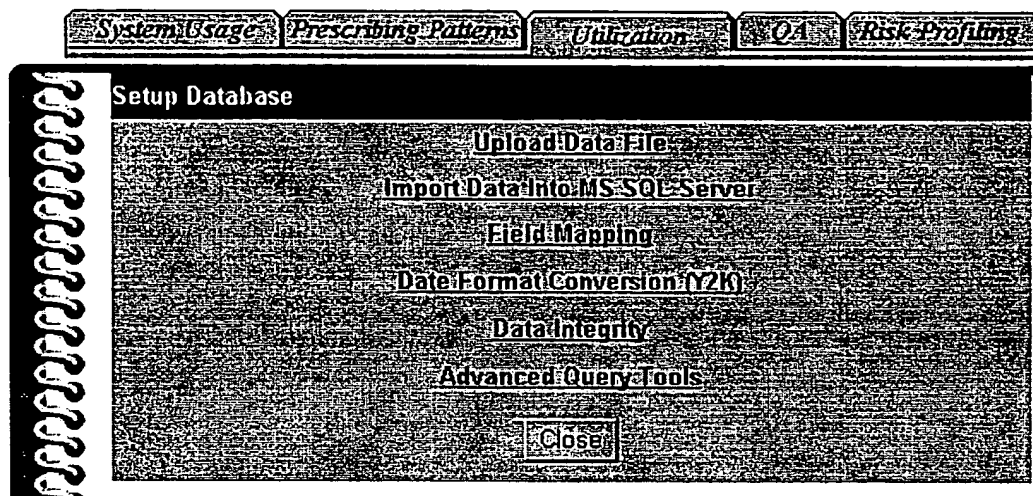 System Usage Prescribing Patterns Utilization QA Risk Profiling
Setup Database
Upload Data File
Import Data Into MS SQL Server
Field Mapping
Date Format Conversion (Y2K)
Data Integrity
Advanced Query Tools
Close